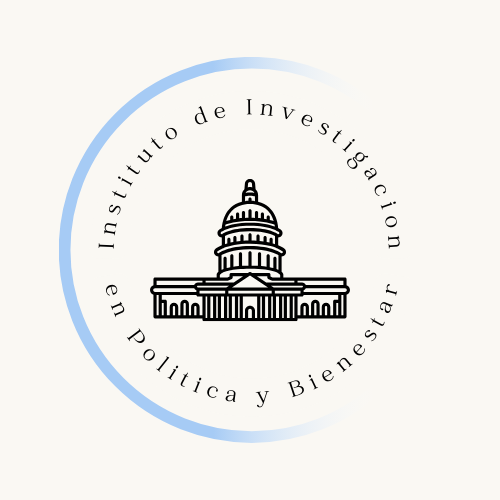 Instituto de Investigacion
en Politica y Bienestar